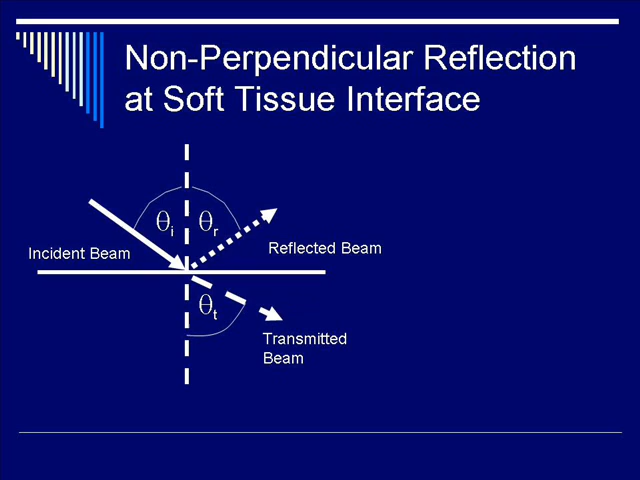 Non-Perpendicular Reflection
at Soft Tissue Interface
θi
θr
Incident Beam
Reflected Beam
θt
Transmitted
Beam